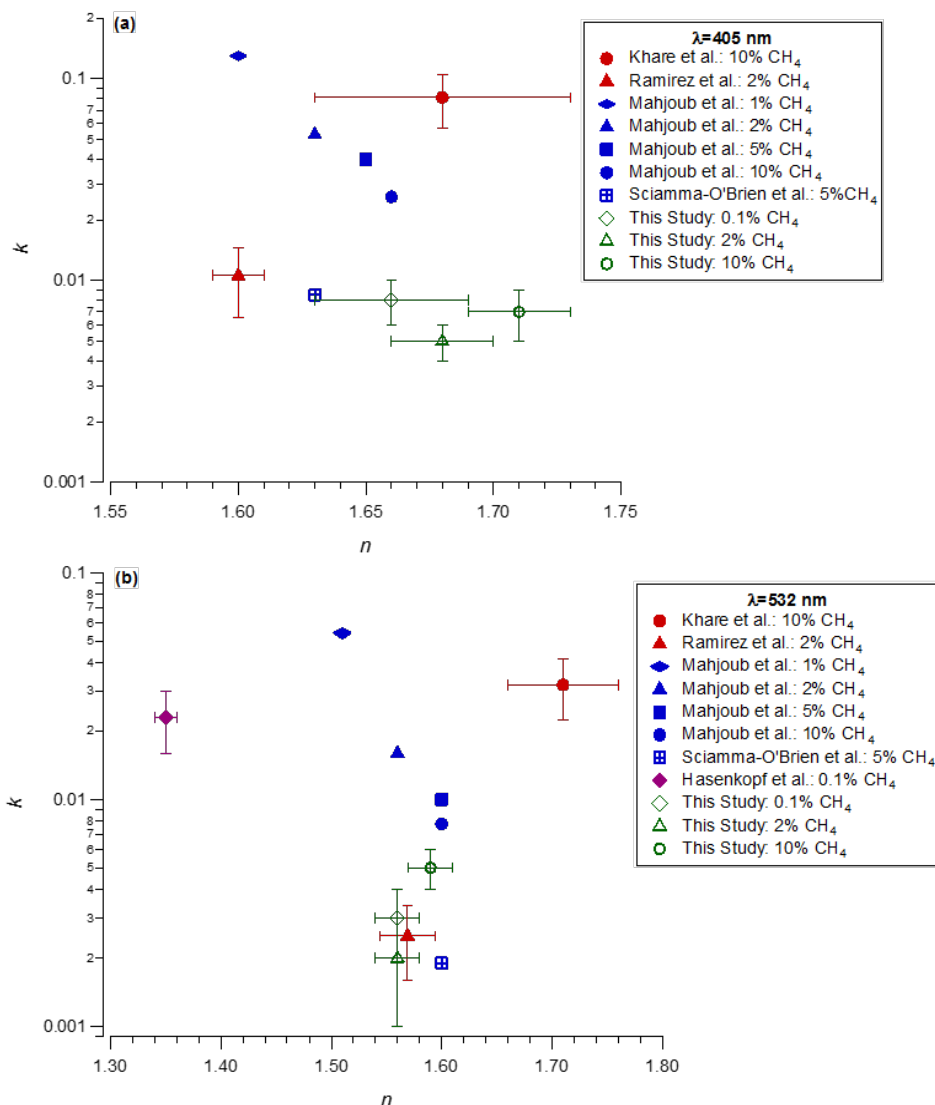 (a)
0.1
0.01
0.001
2
8
7
6
5
4
3
2
8
7
6
5
4
3
2
k
1.55
1.60
1.65
1.70
1.75
n
λ=405 nm
Khare et al.: 10% CH4
Ramirez et al.: 2% CH4
Mahjoub et al.: 1% CH4
Mahjoub et al.: 2% CH4
Mahjoub et al.: 5% CH4
Mahjoub et al.: 10% CH4
Sciamma-O'Brien et al.: 5%CH4
This Study: 0.1% CH4
This Study: 2% CH4
This Study: 10% CH4
(b)
0.1
8
7
6
5
4
3
2
0.01
8
7
6
5
4
3
2
0.001
k
1.30
1.40
1.50
1.60
1.70
1.80
n
λ=532 nm
Khare et al.: 10% CH4
Ramirez et al.: 2% CH4
Mahjoub et al.: 1% CH4
Mahjoub et al.: 2% CH4
Mahjoub et al.: 5% CH4
Mahjoub et al.: 10% CH4
Sciamma-O'Brien et al.: 5% CH4
Hasenkopf et al.: 0.1% CH4
This Study: 0.1% CH4
This Study: 2% CH4
This Study: 10% CH4